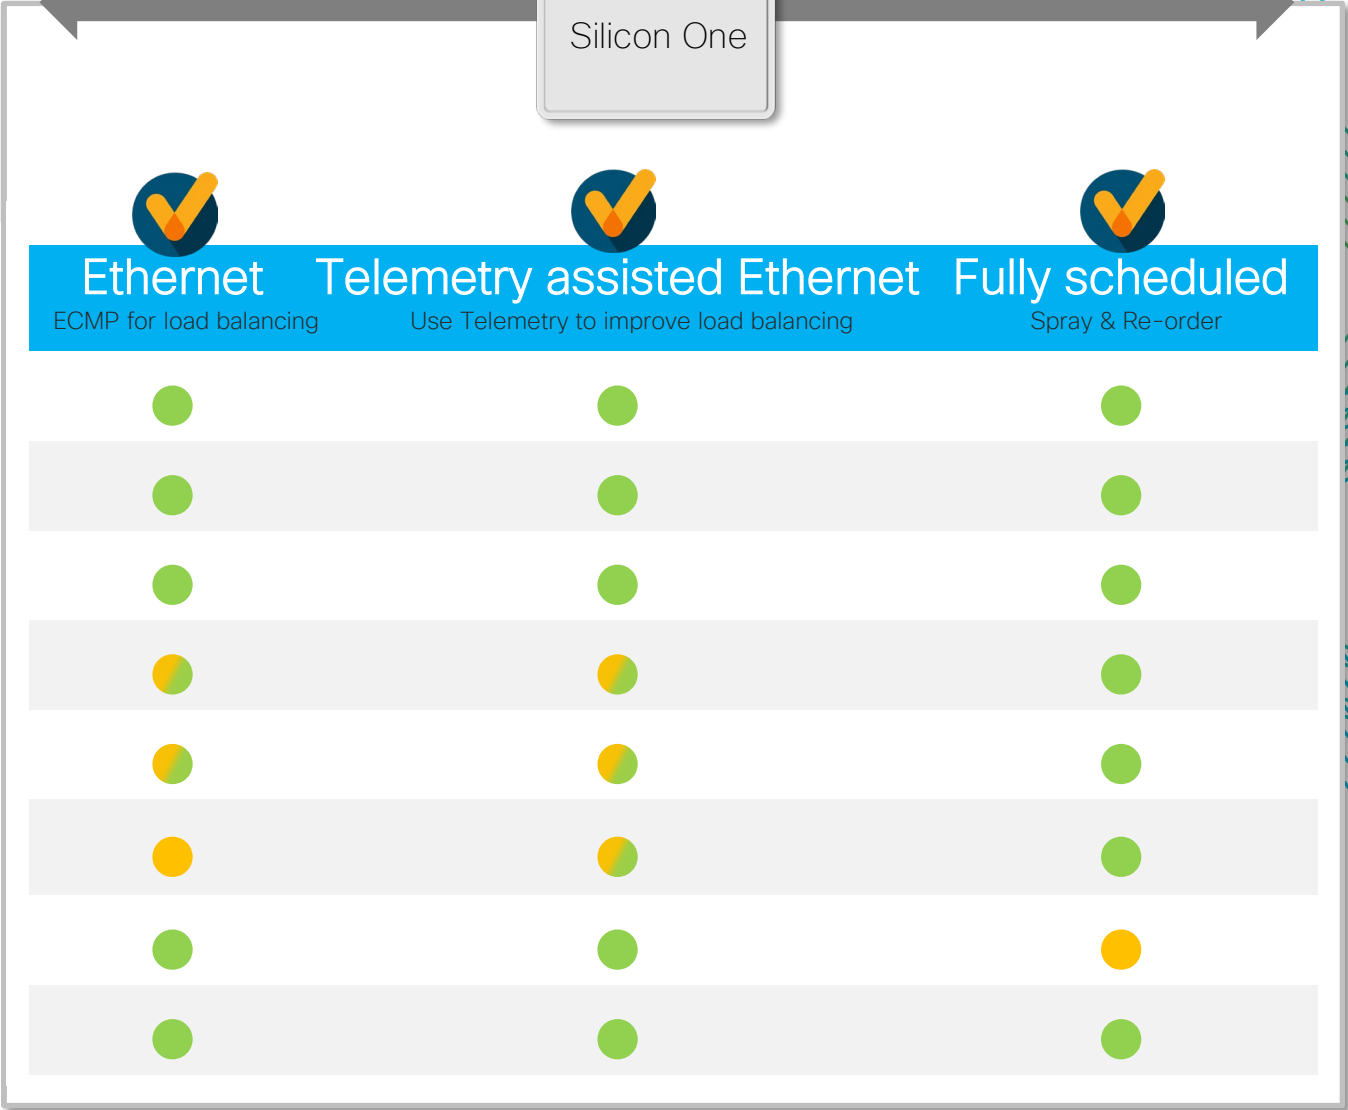 Silicon One
Ethernet
ECMP for load balancing
Telemetry assisted Ethernet
Use Telemetry to improve load balancing
Fully scheduled
Spray & Re-order